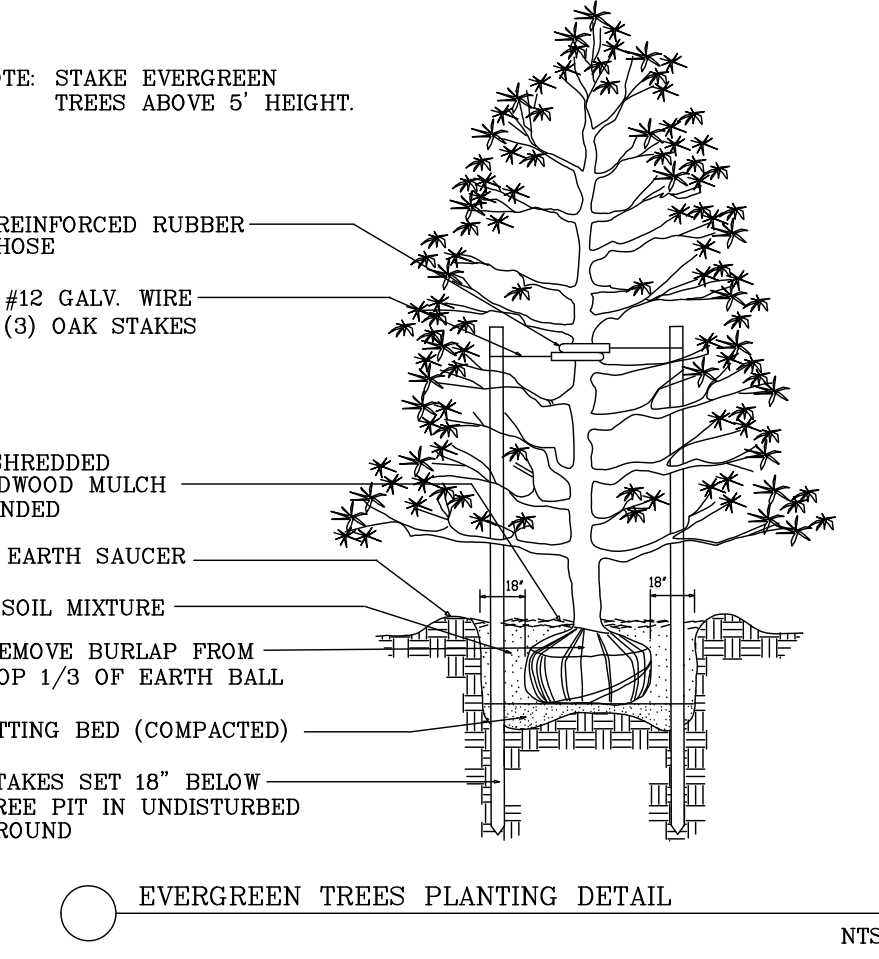 OTE: STAKE EVERGREEN
TREES ABOVE 5' HEIGHT.
REINFORCED RUBBER
HOSE
#12 GALV. WIRE
(3) OAK STAKES
SHREDDED
DWOOD MULCH
NDED
EARTH SAUCER
18"
18"
SOIL MIXTURE
EMOVE BURLAP FROM
OP 1/3 OF EARTH BALL
TTING BED (COMPACTED)
TAKES SET 18" BELOW
REE PIT IN UNDISTURBED
ROUND
EVERGREEN TREES PLANTING DETAIL
NTS